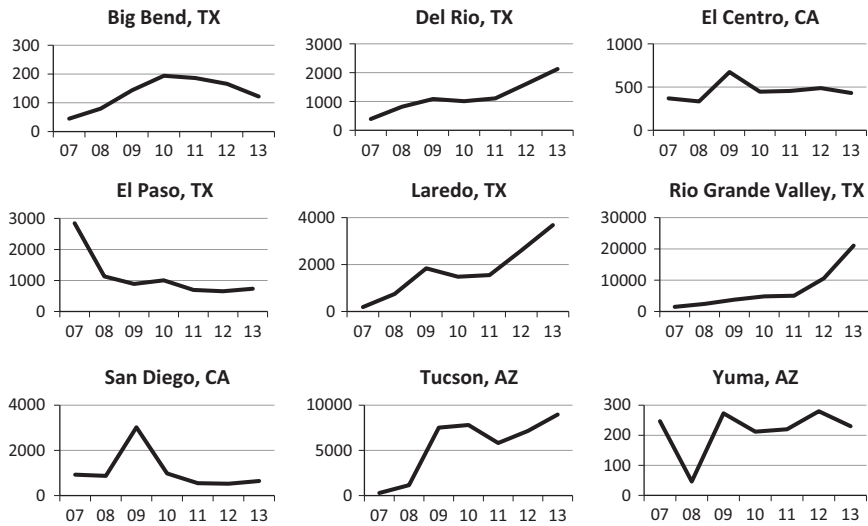 Big Bend, TX
300
200
100
0
07 08 09 10 11 12 13
Del Rio, TX
3000
2000
1000
0
07 08 09 10 11 12 13
El Centro, CA
1000
500
0
07 08 09 10 11 12 13
El Paso, TX
3000
2000
1000
0
07 08 09 10 11 12 13
Laredo, TX
4000
2000
0
07 08 09 10 11 12 13
Rio Grande Valley, TX
30000
20000
10000
0
07 08 09 10 11 12 13
San Diego, CA
4000
2000
0
07 08 09 10 11 12 13
Tucson, AZ
10000
5000
0
07 08 09 10 11 12 13
Yuma, AZ
300
200
100
0
07 08 09 10 11 12 13